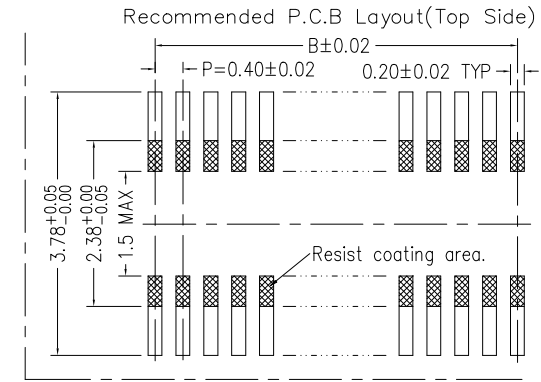 Recommended P.C.B Layout(Top Side)
B±0.02
P=0.40±0.02
0.20±0.02 TYP
3.78+0.05
-0.00
2.38+0.00
-0.05
1.5 MAX
Resist coating area.